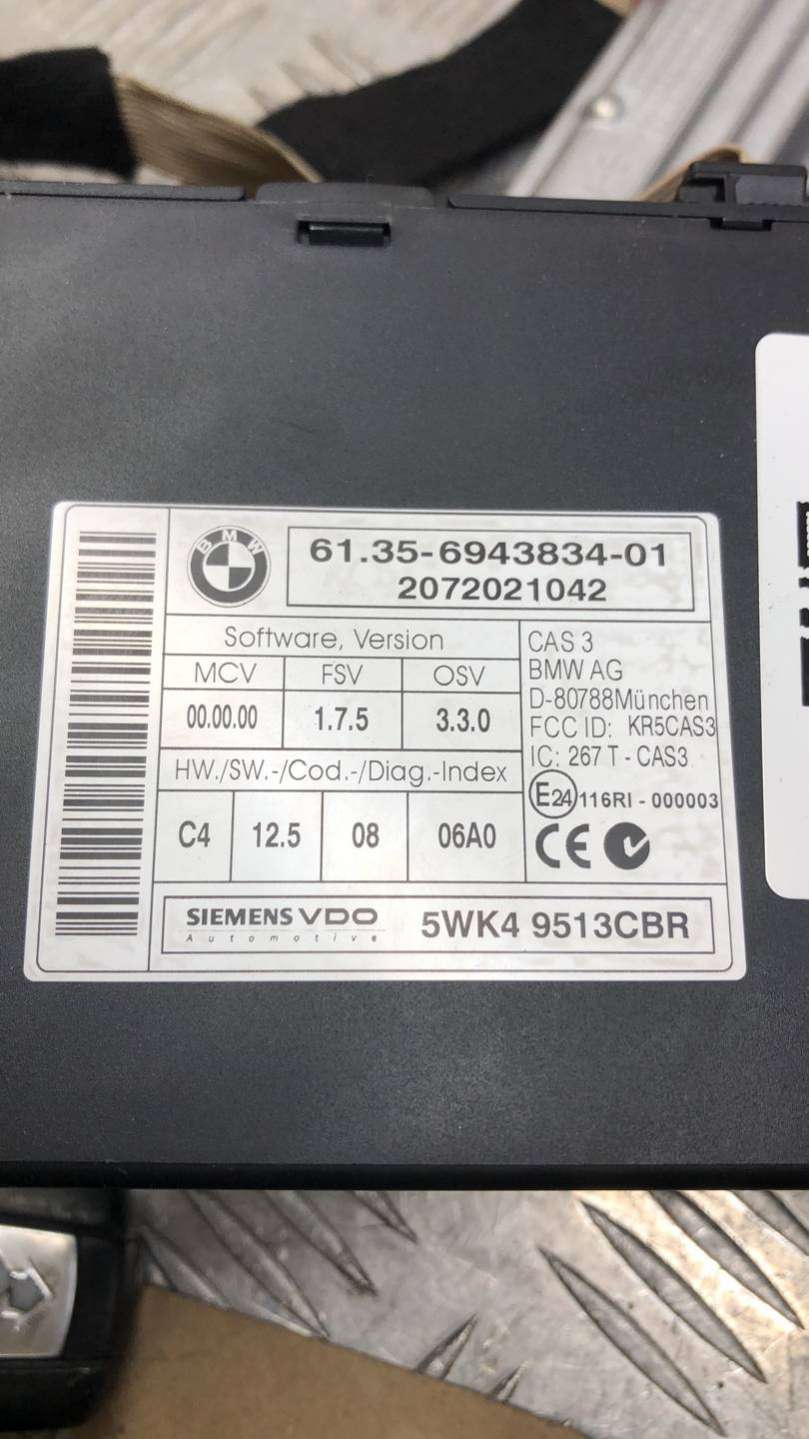 BMW
61.35-6943834-01
2072021042
Software, Version
MCV FSV OSV
00.00.00 1.7.5 3.3.0
HW./SW.-/Cod.-/Diag.-Index
C4 12.5 08 06A0
CAS 3
BMW AG
D-80788München
FCC ID: KR5CAS3
IC: 267 T - CAS3
E24 116RI - 000003
CE
SIEMENS VDO
Automotive
5WK4 9513CBR